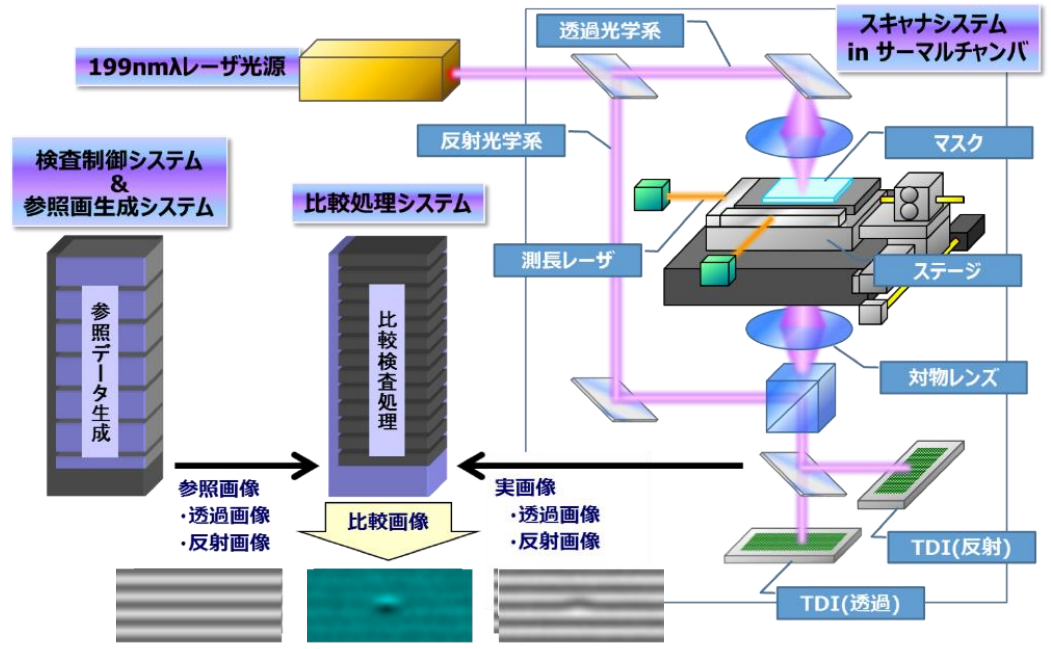 199nmλレーザ光源
透過光学系
スキャナシステム
in サーマルチャンバ
反射光学系
マスク
検査制御システム
&
参照画生成システム
比較処理システム
測長レーザ
ステージ
参照データ生成
比較検査処理
対物レンズ
参照画像
・透過画像
・反射画像
実画像
・透過画像
・反射画像
比較画像
TDI(反射)
TDI(透過)